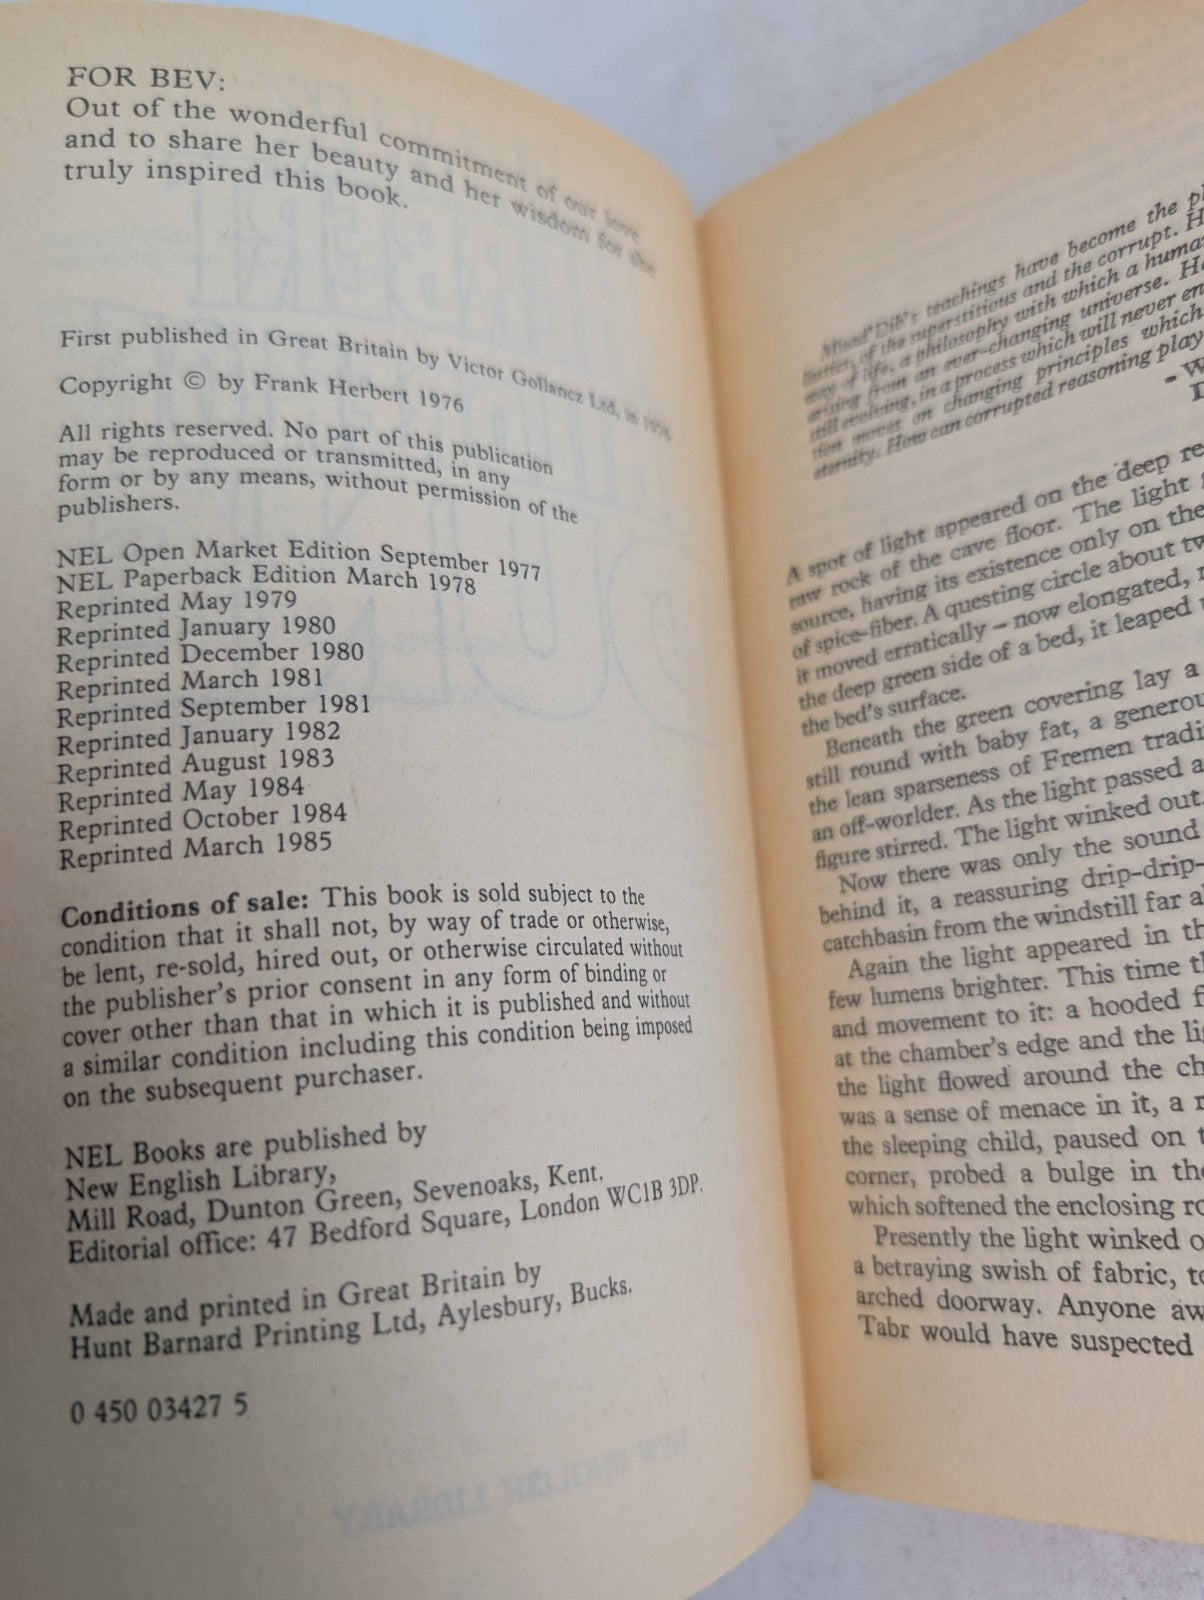 FOR BEV:
Out of the wonderful commitment of our love
and to share her beauty and her wisdom for she
truly inspired this book.
First published in Great Britain by Victor Gollancz Ltd, in 1976
Copyright © by Frank Herbert 1976
All rights reserved. No part of this publication
may be reproduced or transmitted, in any
form or by any means, without permission of the
publishers.
NEL Open Market Edition September 1977
NEL Paperback Edition March 1978
Reprinted May 1979
Reprinted January 1980
Reprinted December 1980
Reprinted March 1981
Reprinted September 1981
Reprinted January 1982
Reprinted August 1983
Reprinted May 1984
Reprinted October 1984
Reprinted March 1985
Conditions of sale: This book is sold subject to the
condition that it shall not, by way of trade or otherwise,
be lent, re-sold, hired out, or otherwise circulated without
the publisher's prior consent in any form of binding or
cover other than that in which it is published and without
a similar condition including this condition being imposed
on the subsequent purchaser.
NEL Books are published by
New English Library,
Mill Road, Dunton Green, Sevenoaks, Kent.
Editorial office: 47 Bedford Square, London WC1B 3DP.
Made and printed in Great Britain by
Hunt Barnard Printing Ltd, Aylesbury, Bucks.
0 450 03427 5
Muad'Dib's teachings have become the
of the superstitious and the corrupt.
way of life, a philosophy with which a
arising from an ever-changing universe.
still evolving, in a process which will never
moves on changing principles which
eternity. How can corrupted reasoning play
A spot of light appeared on the deep
raw rock of the cave floor. The light
source, having its existence only on the
of spice-fiber. A questing circle about
it moved erratically – now elongated,
the deep green side of a bed, it leaped
the bed's surface.
Beneath the green covering lay a
still round with baby fat, a
the lean sparseness of Fremen
an off-worlder. As the light passed
figure stirred. The light winked out.
Now there was only the sound
behind it, a reassuring drip-drip-
catchbasin from the windstill far
Again the light appeared in
few lumens brighter. This time
and movement to it: a hooded
at the chamber's edge and the
the light flowed around the
was a sense of menace in it, a
the sleeping child, paused on
corner, probed a bulge in the
which softened the enclosing
Presently the light winked
a betraying swish of fabric,
arched doorway. Anyone
Tabr would have suspected